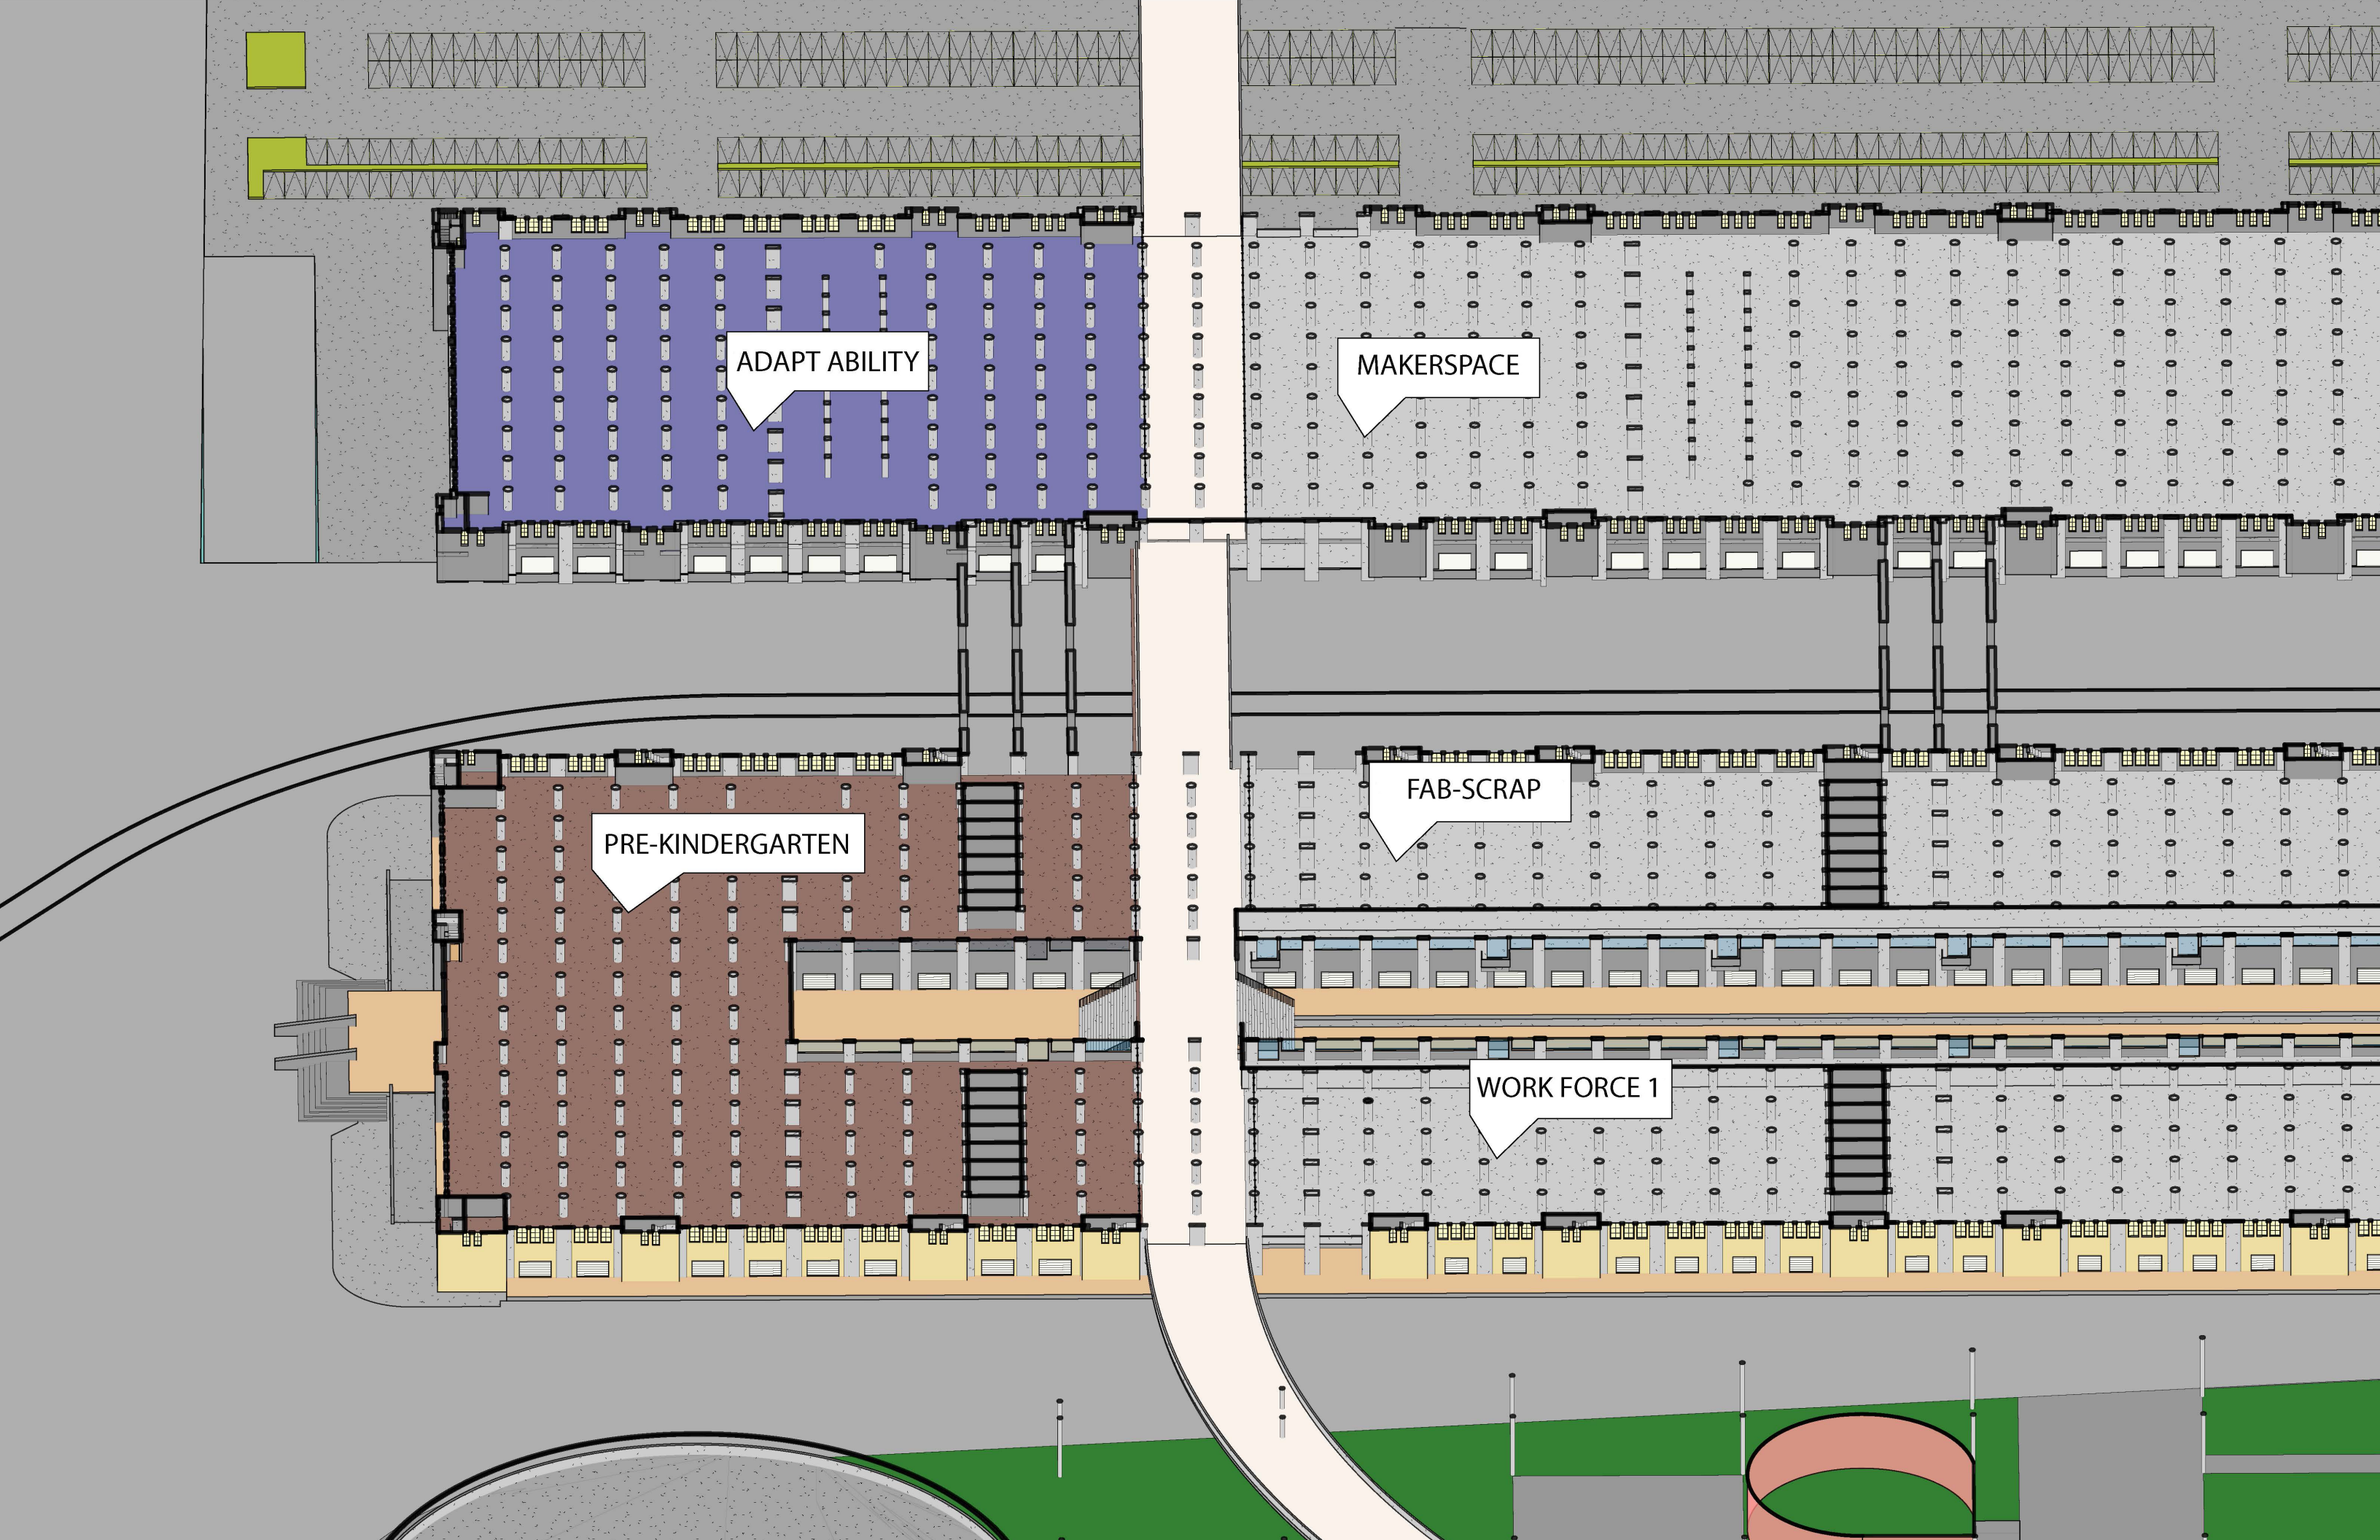 ADAPT ABILITY
MAKERSPACE
FAB-SCRAP
PRE-KINDERGARTEN
WORK FORCE 1